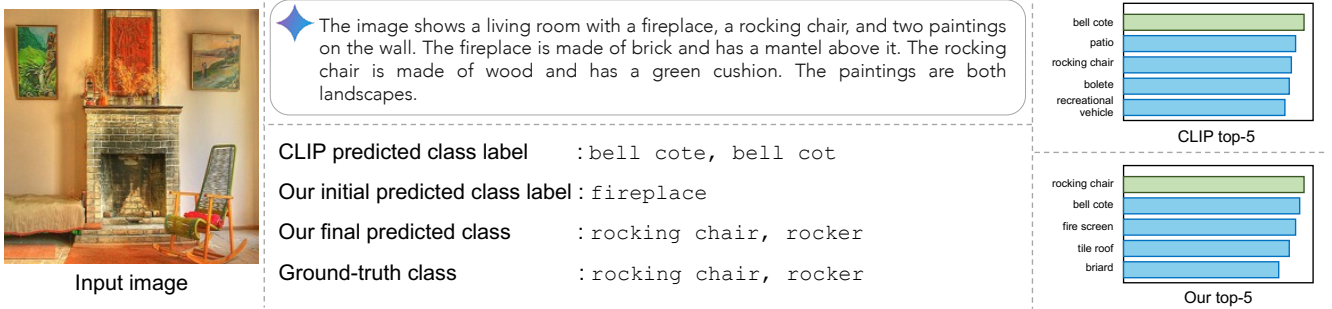 The image shows a living room with a fireplace, a rocking chair, and two paintings
on the wall. The fireplace is made of brick and has a mantel above it. The rocking
chair is made of wood and has a green cushion. The paintings are both
landscapes.
CLIP predicted class label : bell cote, bell cot
Our initial predicted class label : fireplace
Our final predicted class : rocking chair, rocker
Ground-truth class : rocking chair, rocker
Input image
bell cote
patio
rocking chair
bolete
recreational
vehicle
CLIP top-5
rocking chair
bell cote
fire screen
tile roof
briard
Our top-5